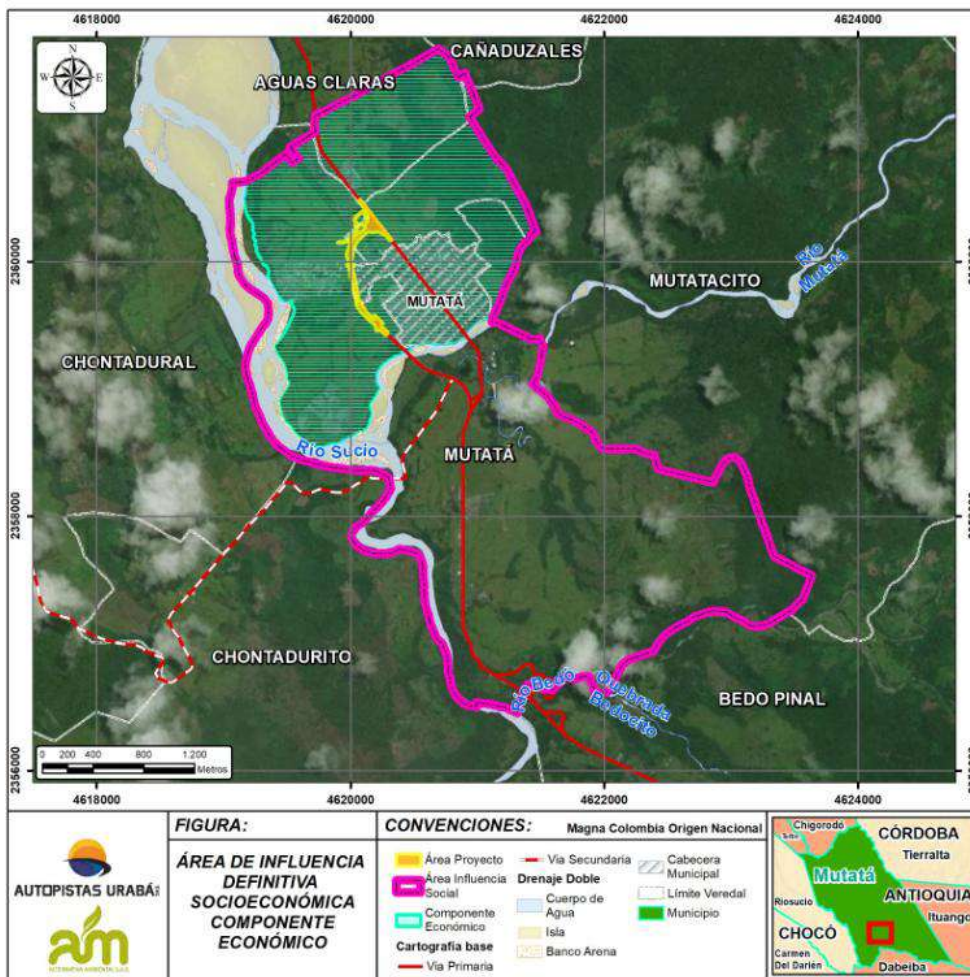 4618000 4620000 4622000 4624000
N
W E
S
CAÑADUZALES
AGUAS CLARAS
2360000
Río
Mutatá
MUTATACITO
MUTATÁ
CHONTADURAL
Río Sucio
MUTATÁ
2358000
CHONTADURITO
Río Bedó
Quebrada
Bedocito
BEDO PINAL
2356000
0 200 400 800 1.200
Metros
4618000 4620000 4622000 4624000
AUTOPISTAS URABÁ
am
FIGURA:
ÁREA DE INFLUENCIA
DEFINITIVA
SOCIOECONÓMICA
COMPONENTE
ECONÓMICO
CONVENCIONES: Magna Colombia Origen Nacional
Área Proyecto
Área Influencia
Social
Componente
Económico
Cartografía base
Vía Primaria
Vía Secundaria
Drenaje Doble
Cuerpo de
Agua
Isla
Banco Arena
Cabecera
Municipal
Límite Veredal
Municipio
Chigorodó
CÓRDOBA
Tierralta
Mutatá
ANTIOQUIA
Riosucio
Ituango
CHOCÓ
Carmen
Del Darién
Dabeiba